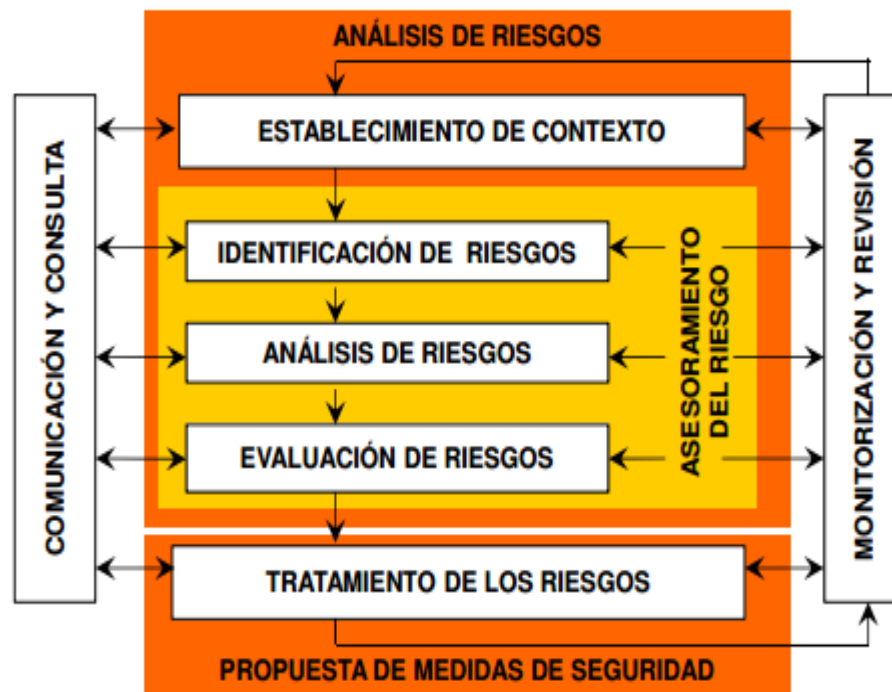 ANÁLISIS DE RIESGOS
ESTABLECIMIENTO DE CONTEXTO
COMUNICACIÓN Y CONSULTA
IDENTIFICACIÓN DE RIESGOS
ANÁLISIS DE RIESGOS
EVALUACIÓN DE RIESGOS
ASESORAMIENTO
DEL RIESGO
MONITORIZACIÓN Y REVISIÓN
TRATAMIENTO DE LOS RIESGOS
PROPUESTA DE MEDIDAS DE SEGURIDAD